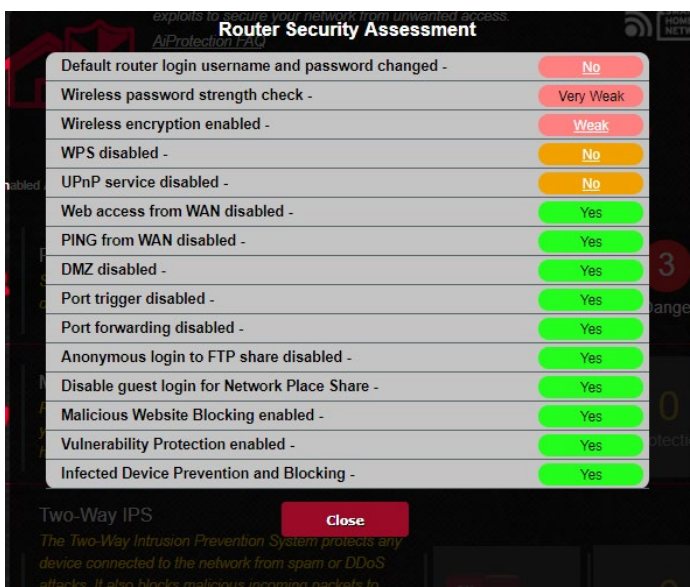 exploits to secure your network from unwanted access.
AiProtection FAQ
Router Security Assessment
Default router login username and password changed - No
Wireless password strength check - Very Weak
Wireless encryption enabled - Weak
WPS disabled - No
UPnP service disabled - No
Web access from WAN disabled - Yes
PING from WAN disabled - Yes
DMZ disabled - Yes
Port trigger disabled - Yes
Port forwarding disabled - Yes
Anonymous login to FTP share disabled - Yes
Disable guest login for Network Place Share - Yes
Malicious Website Blocking enabled - Yes
Vulnerability Protection enabled - Yes
Infected Device Prevention and Blocking - Yes
3
0
Close
Two-Way IPS
The Two-Way Intrusion Prevention System protects any
device connected to the network from spam or DDoS
attacks. It also blocks malicious incoming packets to